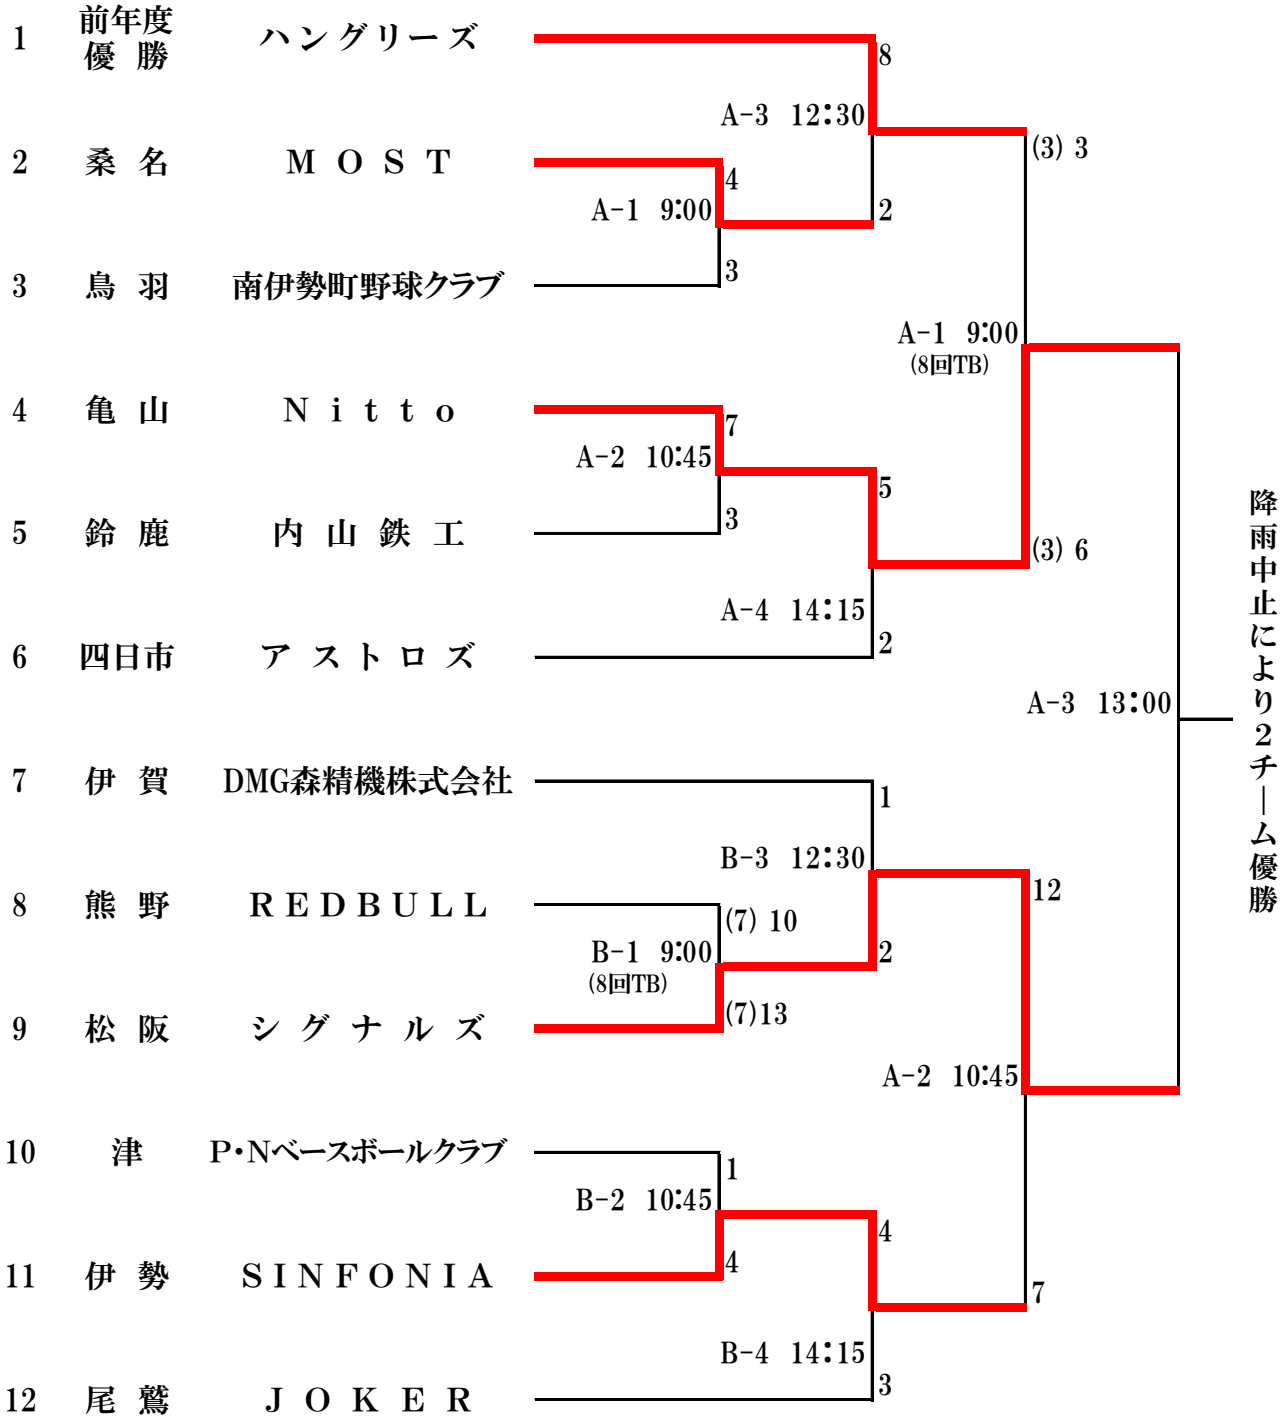 1 前年度優勝 ハングリーズ
8
A-3 12:30
(3) 3
2 桑名 MOST
4
A-1 9:00
2
3 鳥羽 南伊勢町野球クラブ
3
A-1 9:00
(8回TB)
4 亀山 Nitto
7
A-2 10:45
5
5 鈴鹿 内山鉄工
3
(3) 6
A-4 14:15
2
6 四日市 アストロズ
A-3 13:00
降雨中止により2チーム優勝
7 伊賀 DMG森精機株式会社
1
B-3 12:30
12
8 熊野 REDBULL
(7) 10
B-1 9:00
(8回TB)
2
(7)13
9 松阪 シグナルズ
A-2 10:45
10 津 P・Nベースボールクラブ
1
B-2 10:45
4
11 伊勢 SINFONIA
4
7
B-4 14:15
3
12 尾鷲 JOKER